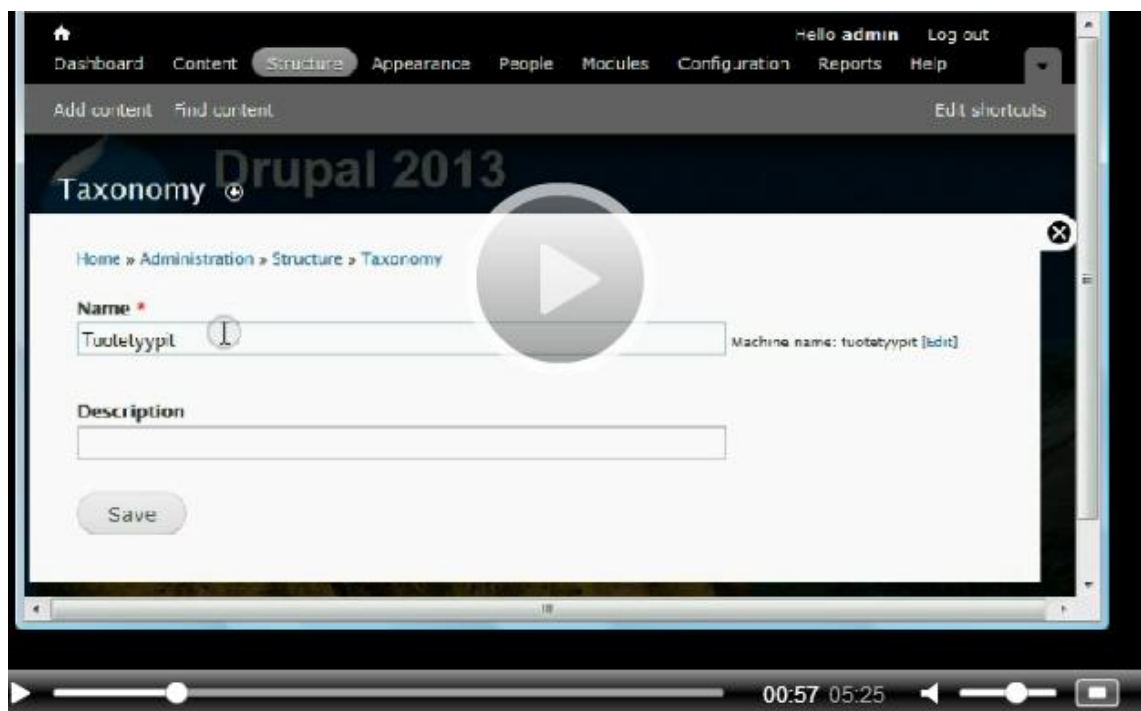 Hello admin Log out
Dashboard Content Structure Appearance People Modules Configuration Reports Help
Add content Find content Edit shortcuts
Drupal 2013
Taxonomy
Home » Administration » Structure » Taxonomy
Name *
Tuotetyypit
Machine name: tuotetyypit [Edit]
Description
Save
00:57 05:25